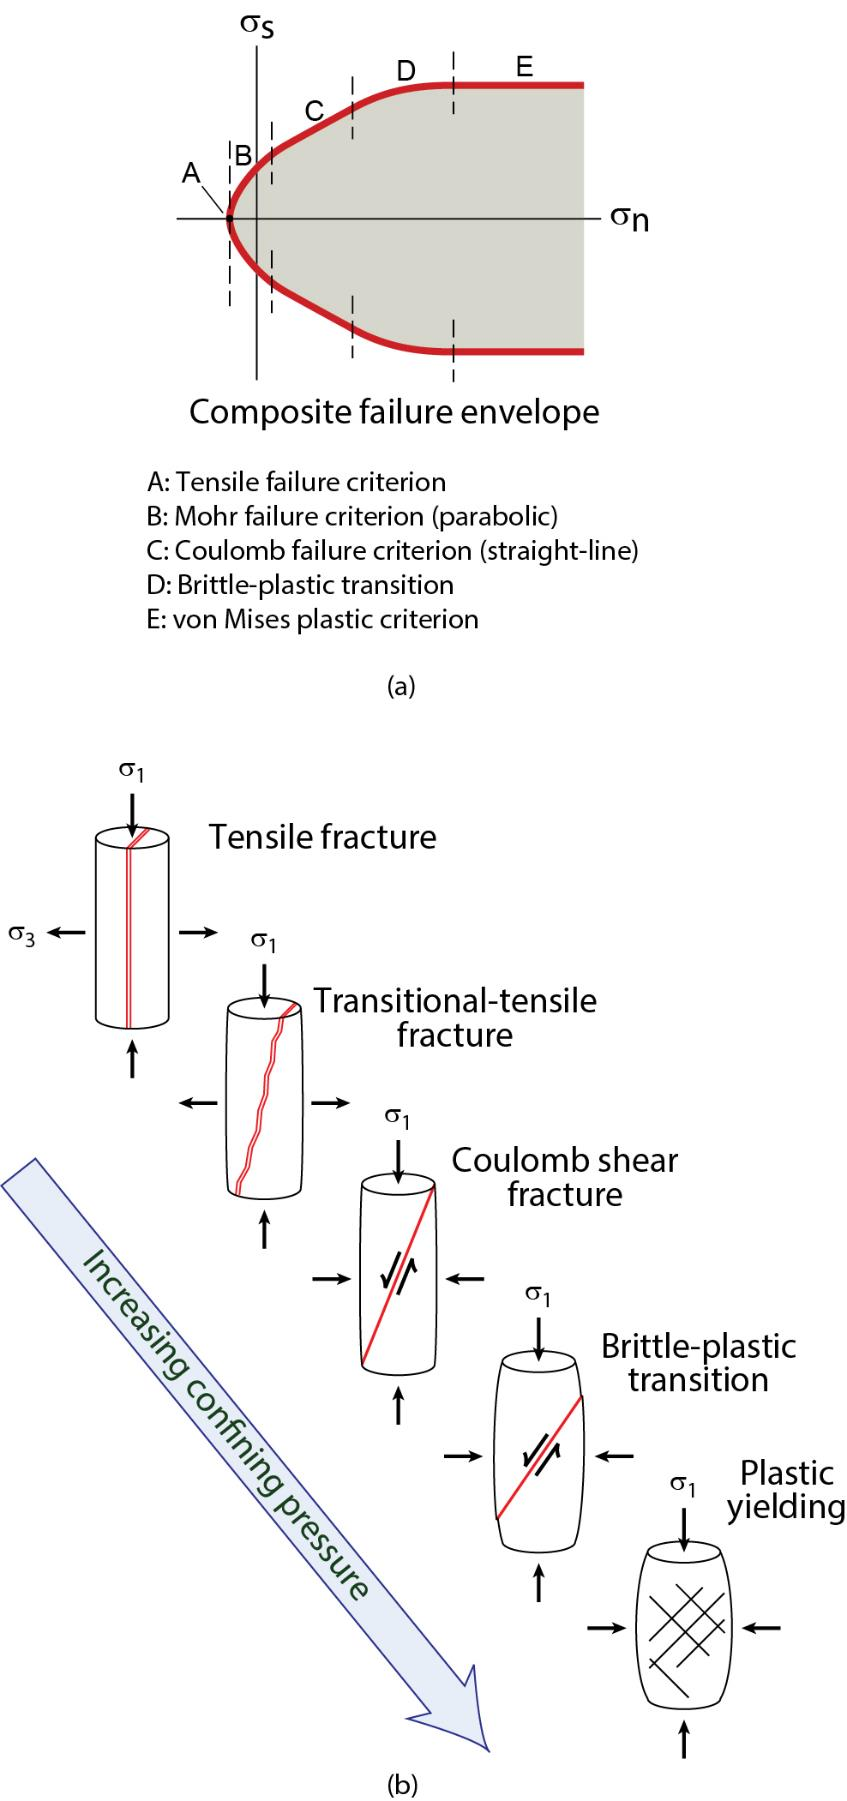 σs
D
E
C
B
A
σn
Composite failure envelope
A: Tensile failure criterion
B: Mohr failure criterion (parabolic)
C: Coulomb failure criterion (straight-line)
D: Brittle-plastic transition
E: von Mises plastic criterion
(a)
σ1
Tensile fracture
σ3
σ1
Transitional-tensile
fracture
σ1
Coulomb shear
fracture
σ1
Brittle-plastic
transition
σ1
Plastic
yielding
Increasing confining pressure
(b)